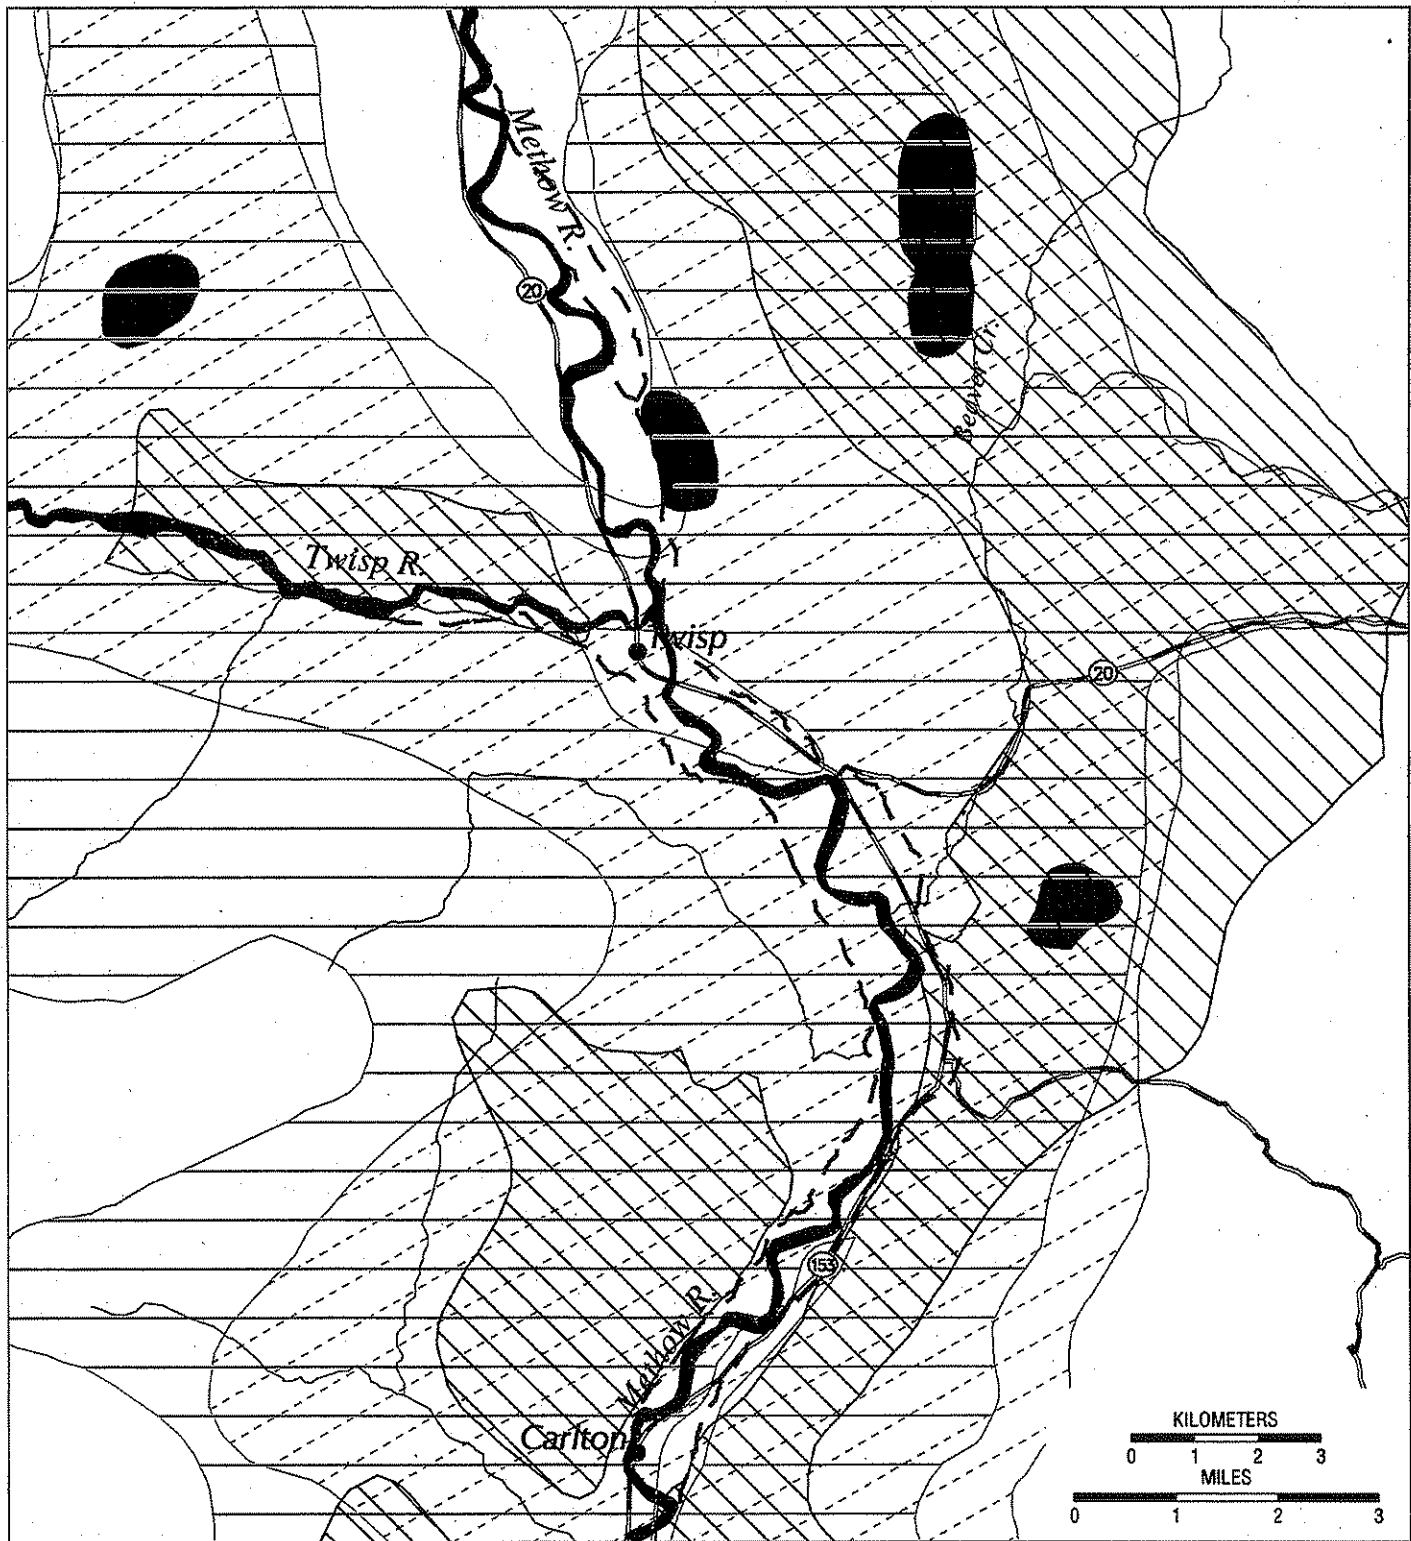 Methow R.
20
Beaver Cr.
Twisp R.
Twisp
20
153
Methow R.
Carlton
KILOMETERS
0 1 2 3
MILES
0 1 2 3